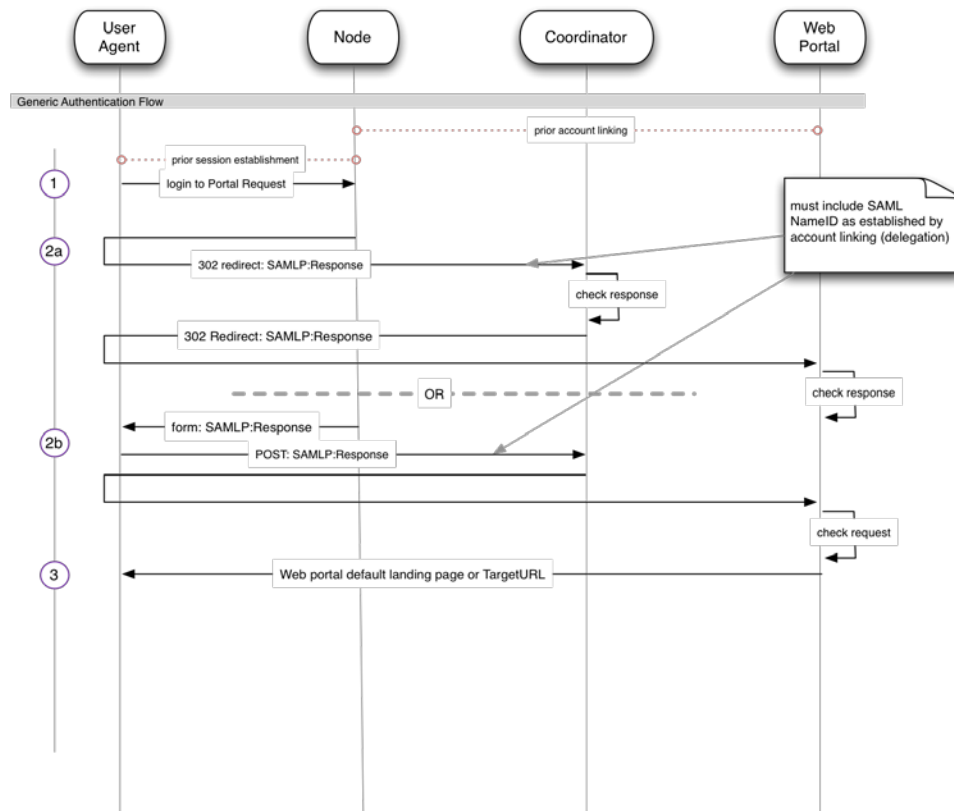 User
Agent
Node
Coordinator
Web
Portal
Generic Authentication Flow
prior account linking
prior session establishment
1
login to Portal Request
must include SAML
NameID as established by
account linking (delegation)
2a
302 redirect: SAMLP:Response
check response
302 Redirect: SAMLP:Response
check response
OR
form: SAMLP:Response
2b
POST: SAMLP:Response
check request
3
Web portal default landing page or TargetURL